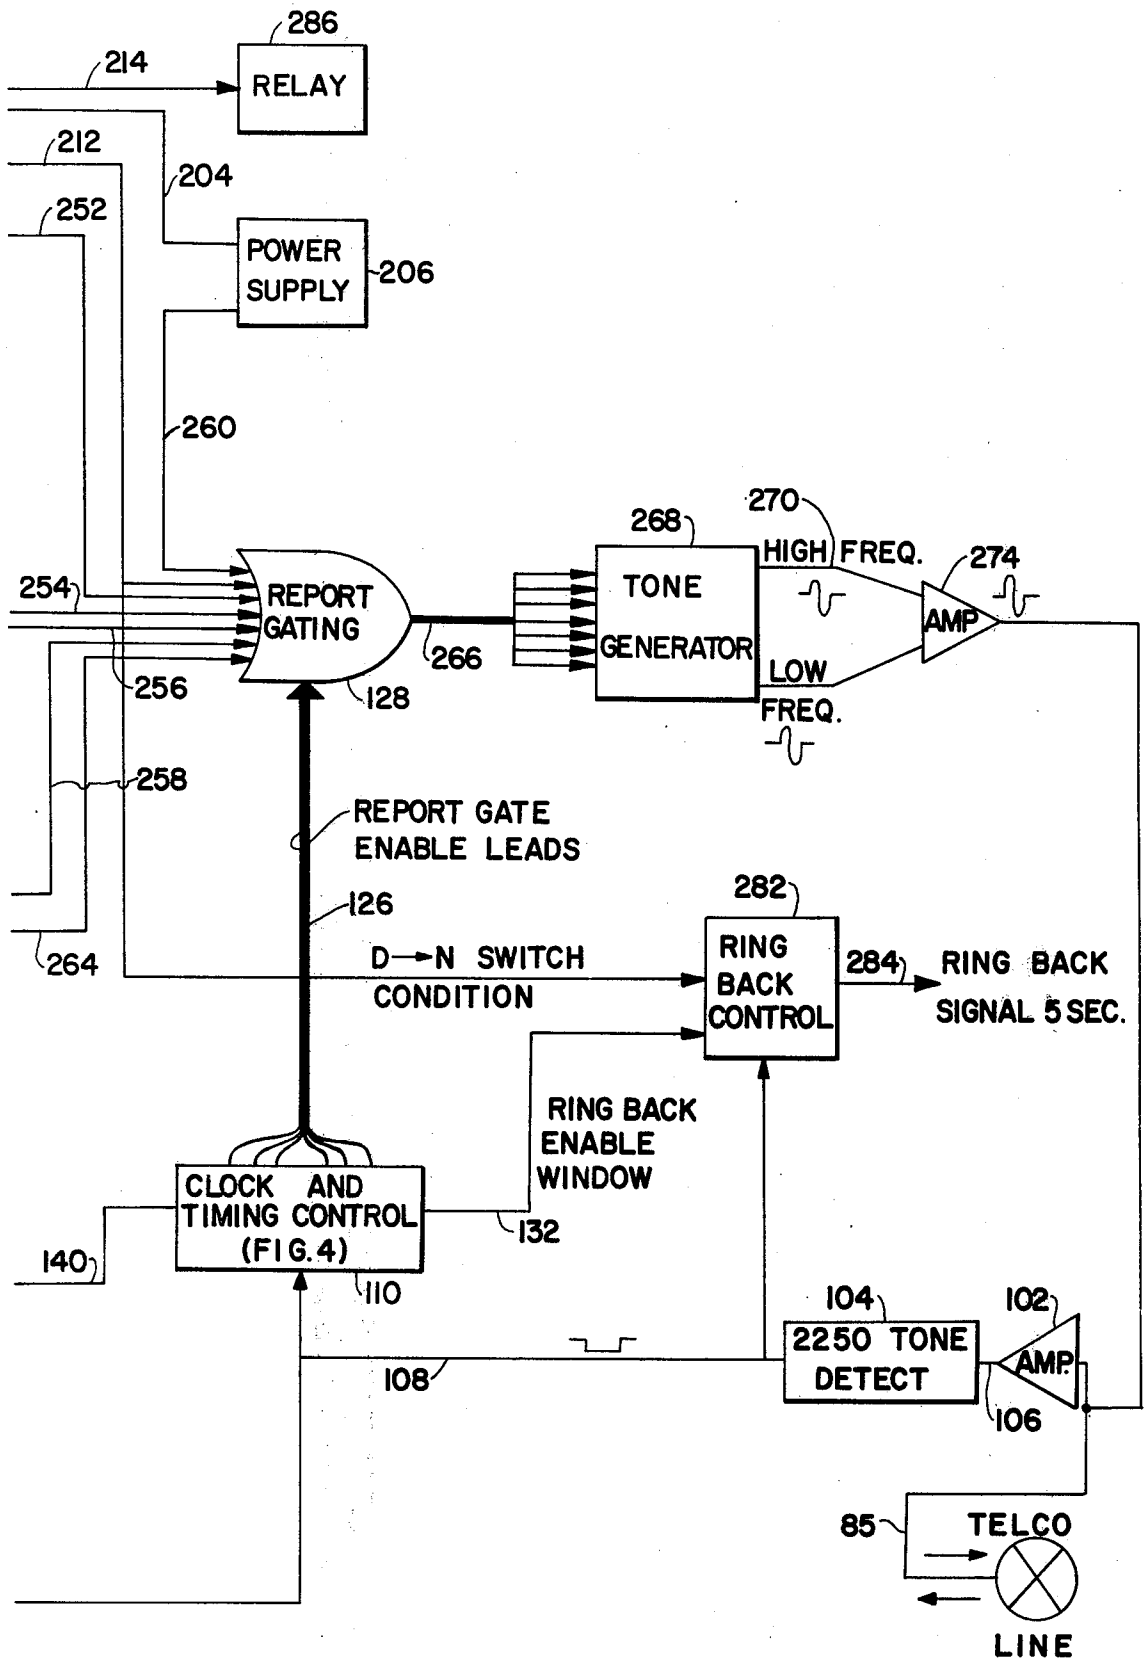 286
214
RELAY
212
204
252
POWER
SUPPLY
206
260
268
270
HIGH FREQ.
274
254
REPORT
GATING
TONE
GENERATOR
AMP
266
256
128
LOW
FREQ.
258
REPORT GATE
ENABLE LEADS
126
282
264
D→N SWITCH
CONDITION
RING
BACK
CONTROL
284
RING BACK
SIGNAL 5 SEC.
RING BACK
ENABLE
WINDOW
CLOCK AND
TIMING CONTROL
(FIG. 4)
132
140
110
104
102
2250 TONE
DETECT
AMP.
108
106
85
TELCO
LINE